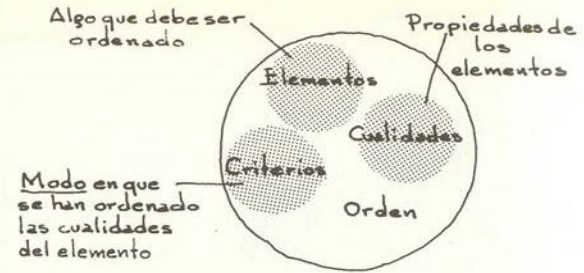 Algo que debe ser
ordenado
Propiedades de
los
elementos
Elementos
Cualidades
Criterios
Modo en que
se han ordenado
las cualidades
del elemento
Orden